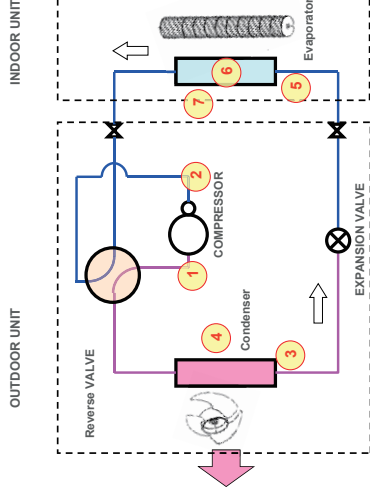 OUTDOOR UNIT
INDOOR UNIT
Reverse VALVE
1
2
COMPRESSOR
7
6
5
Evaporator
4
Condenser
3
EXPANSION VALVE